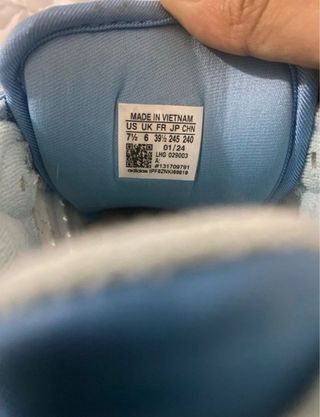 MADE IN VIETNAM
US UK FR JP CHN
7½ 6 39⅓ 245 240
01/24
LHG 029003
A:
#131709791
adidas